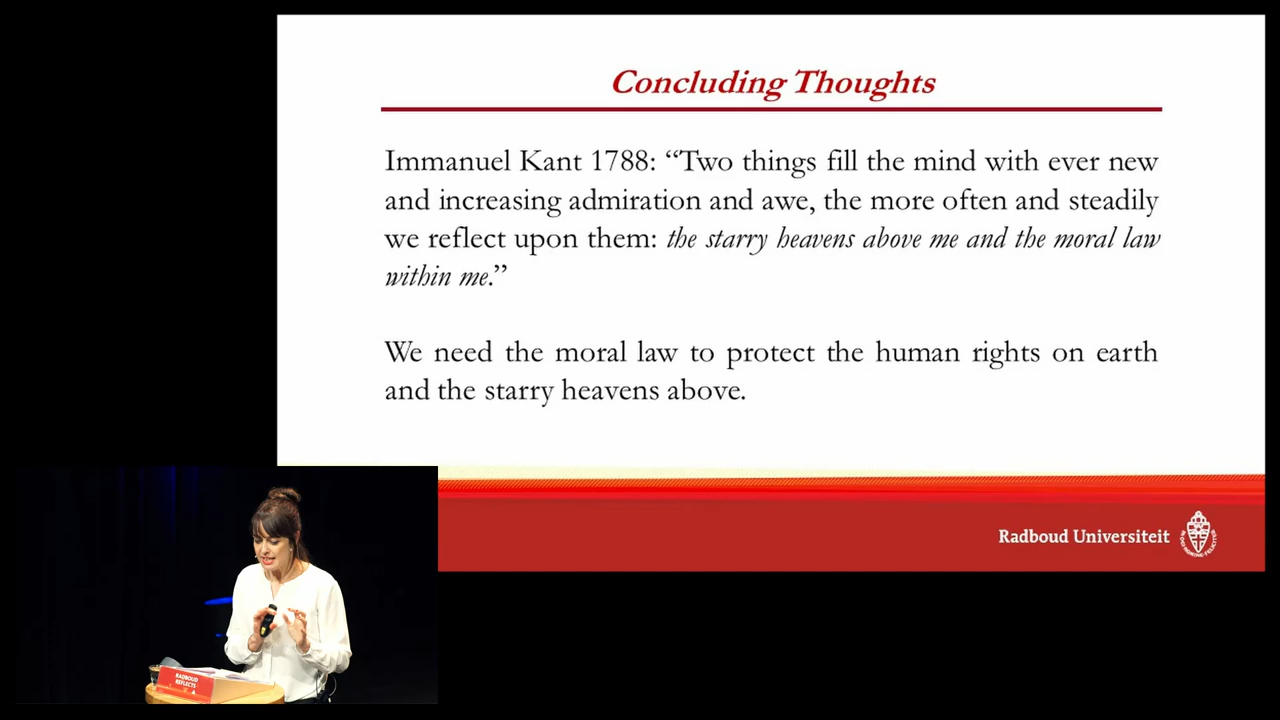 Concluding Thoughts
Immanuel Kant 1788: “Two things fill the mind with ever new
and increasing admiration and awe, the more often and steadily
we reflect upon them: the starry heavens above me and the moral law
within me.”
We need the moral law to protect the human rights on earth
and the starry heavens above.
Radboud Universiteit
RADBOUD
REFLECTS